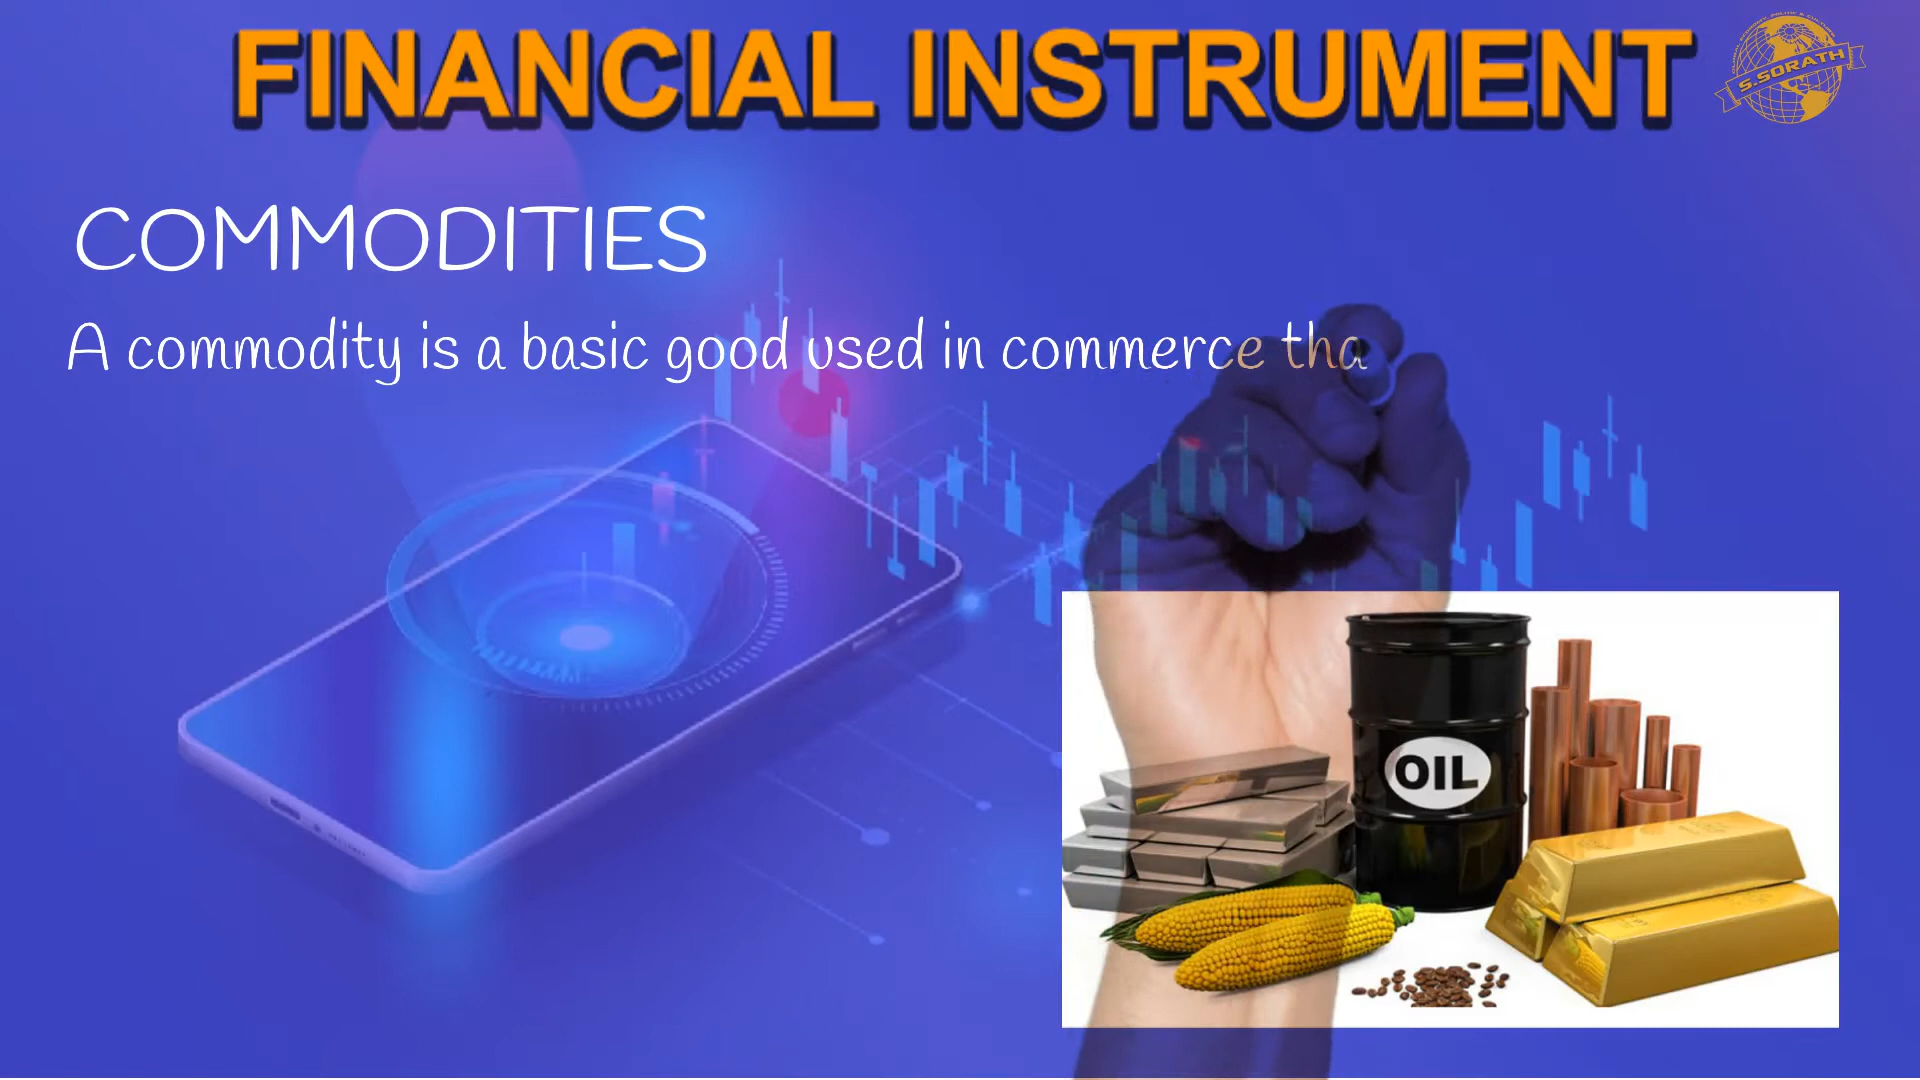 FINANCIAL INSTRUMENT
S.SORATH
COMMODITIES
A commodity is a basic good used in commerce tha
OIL